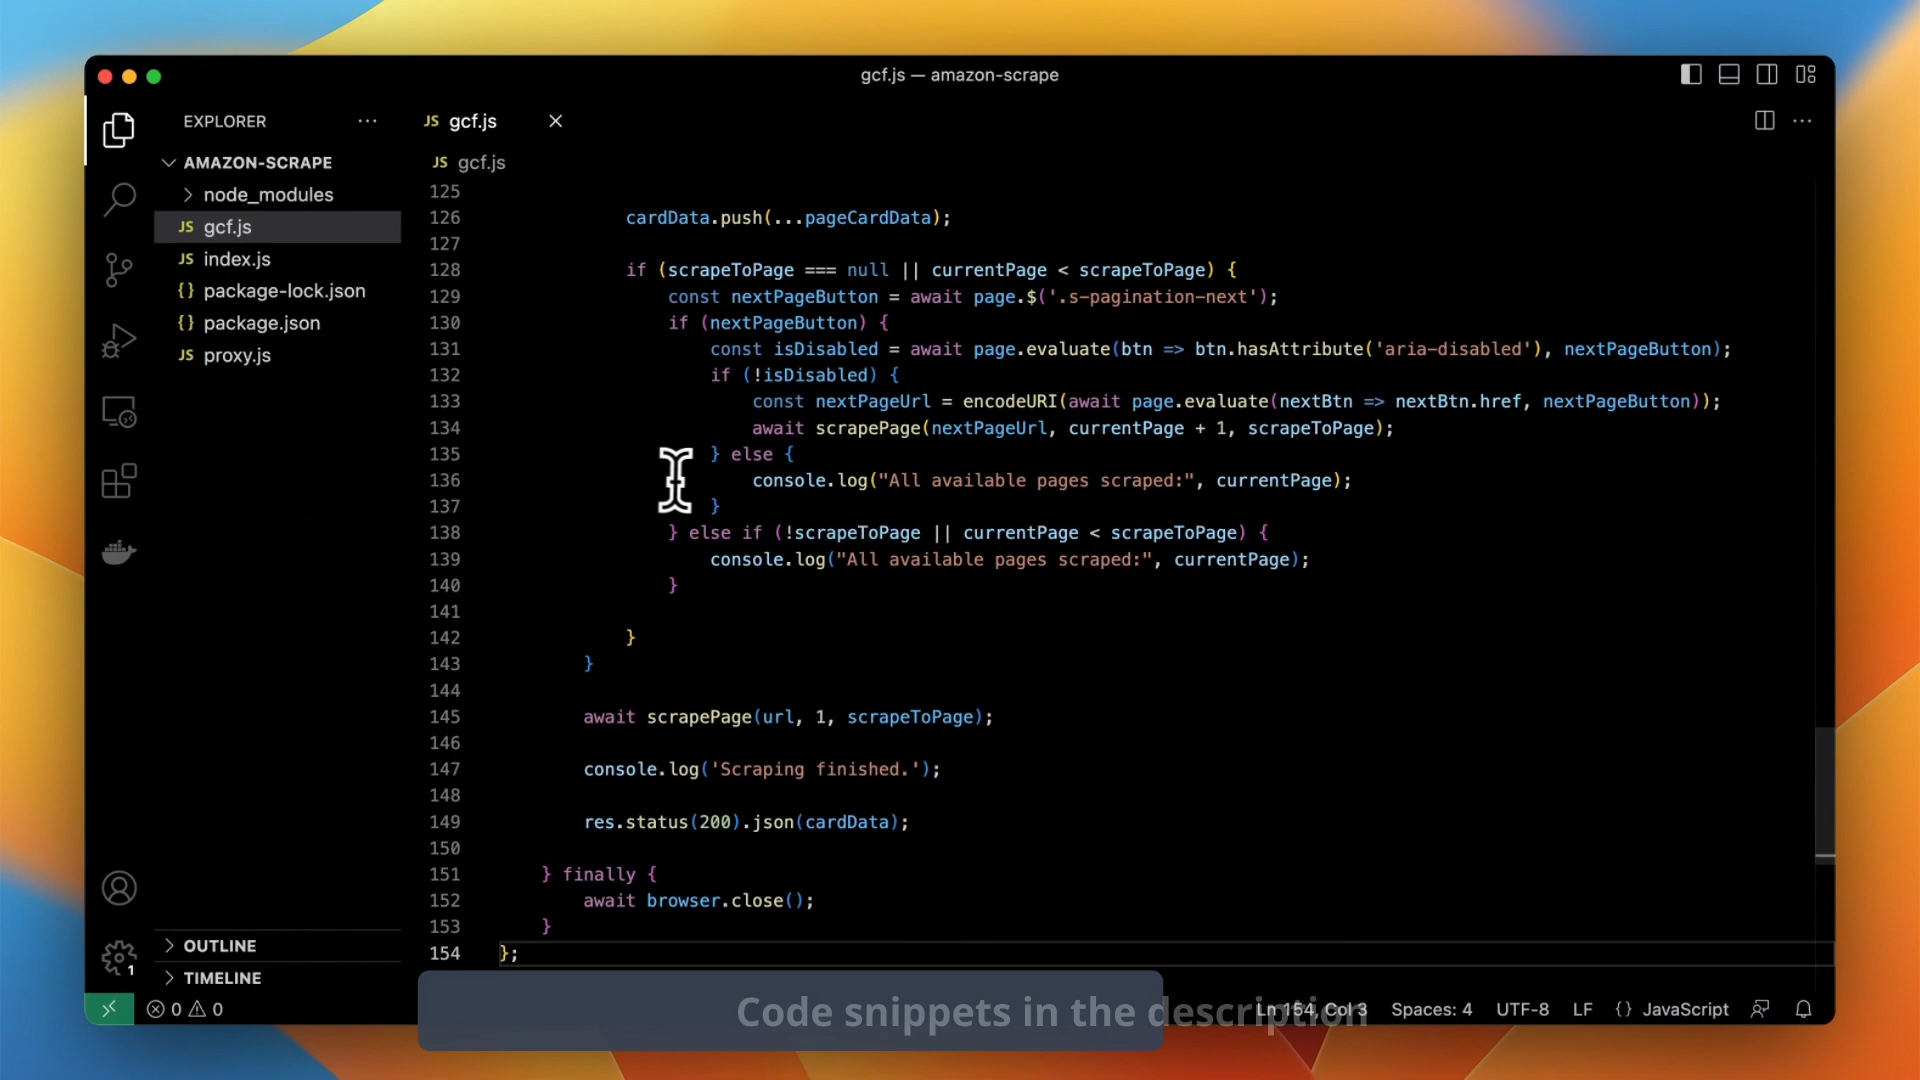 gcf.js — amazon-scrape
EXPLORER
JS gcf.js
AMAZON-SCRAPE
JS gcf.js
node_modules
JS gcf.js
JS index.js
{} package-lock.json
{} package.json
JS proxy.js
125
126 cardData.push(...pageCardData);
127
128 if (scrapeToPage === null || currentPage < scrapeToPage) {
129 const nextPageButton = await page.$('.s-pagination-next');
130 if (nextPageButton) {
131 const isDisabled = await page.evaluate(btn => btn.hasAttribute('aria-disabled'), nextPageButton);
132 if (!isDisabled) {
133 const nextPageUrl = encodeURI(await page.evaluate(nextBtn => nextBtn.href, nextPageButton));
134 await scrapePage(nextPageUrl, currentPage + 1, scrapeToPage);
135 } else {
136 console.log("All available pages scraped:", currentPage);
137 }
138 } else if (!scrapeToPage || currentPage < scrapeToPage) {
139 console.log("All available pages scraped:", currentPage);
140 }
141
142 }
143 }
144
145 await scrapePage(url, 1, scrapeToPage);
146
147 console.log('Scraping finished.');
148
149 res.status(200).json(cardData);
150
151 } finally {
152 await browser.close();
153 }
154 };
OUTLINE
TIMELINE
1
0 0
Code snippets in the description
Ln 154, Col 3 Spaces: 4 UTF-8 LF {} JavaScript